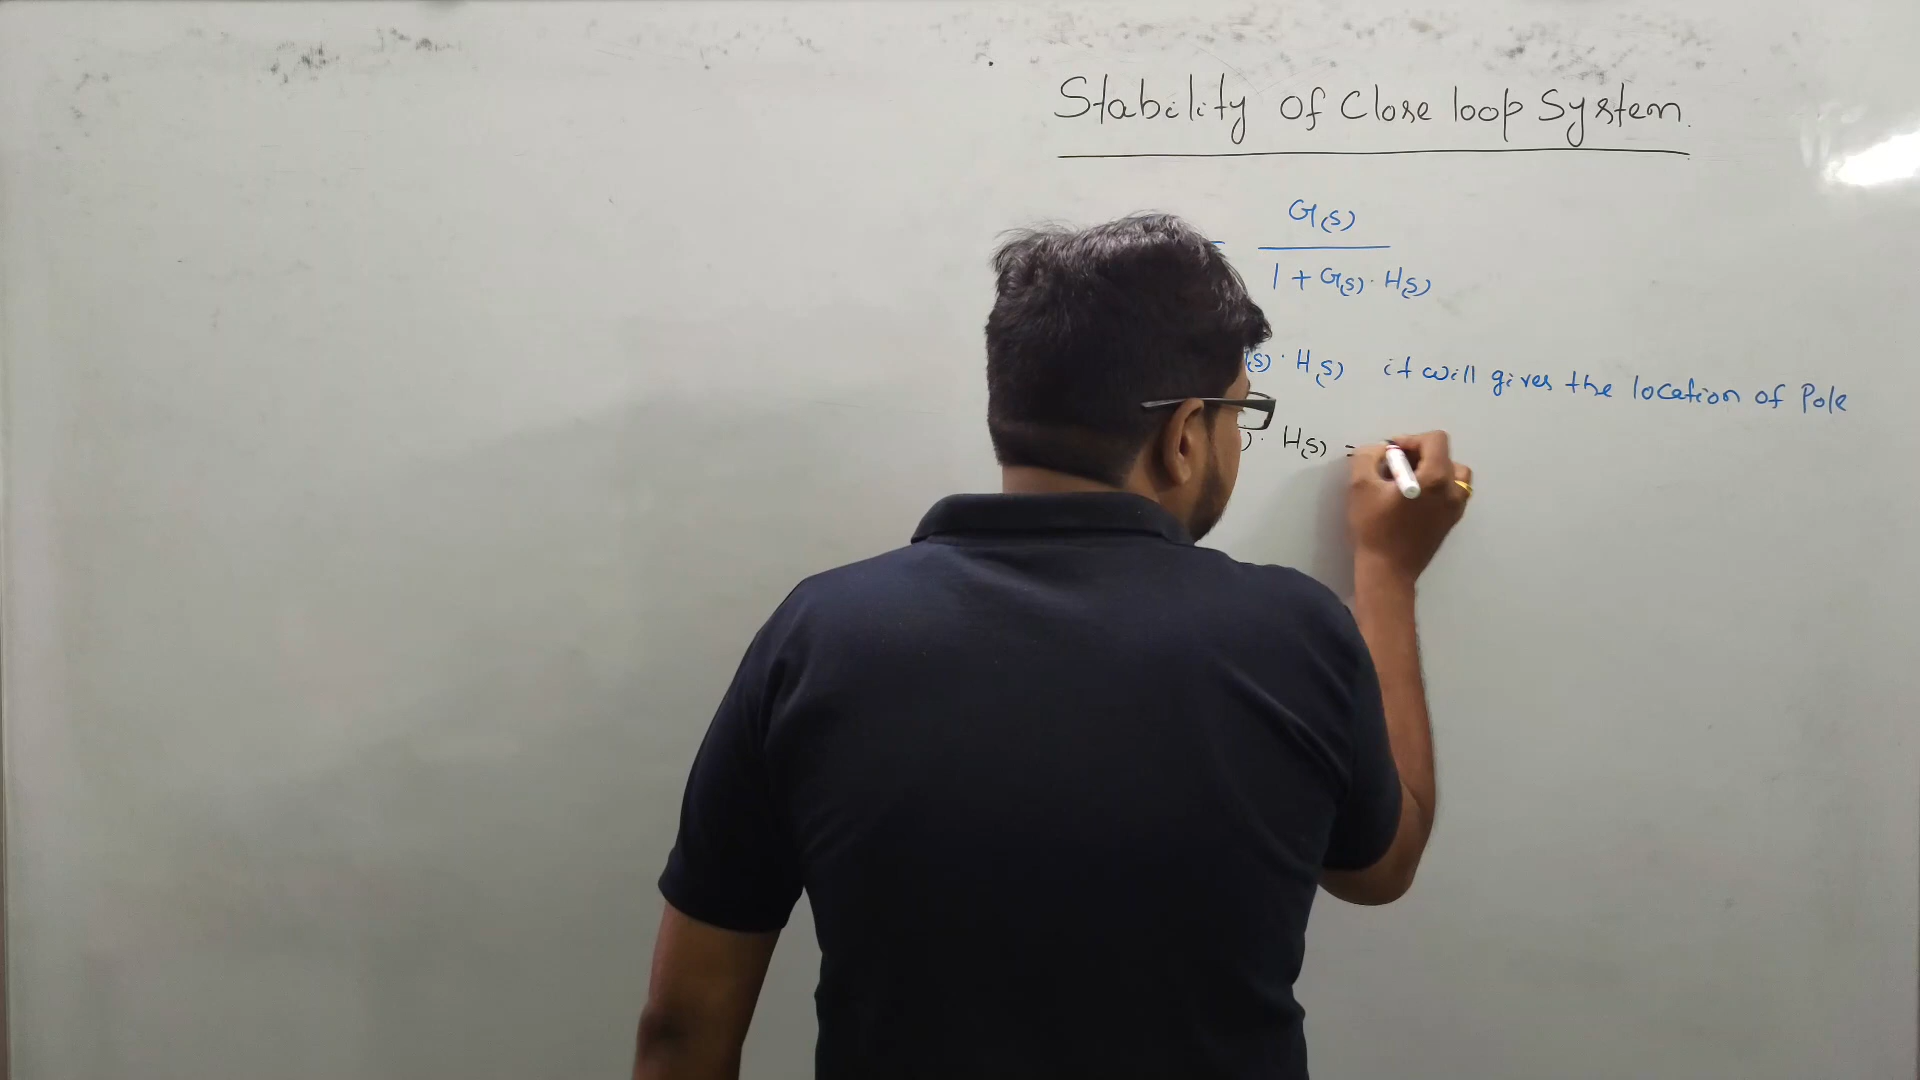 Stability of Close loop System.
G(s)
1 + G(s) · H(s)
(s) · H(s) it will gives the location of Pole
) · H(s) =